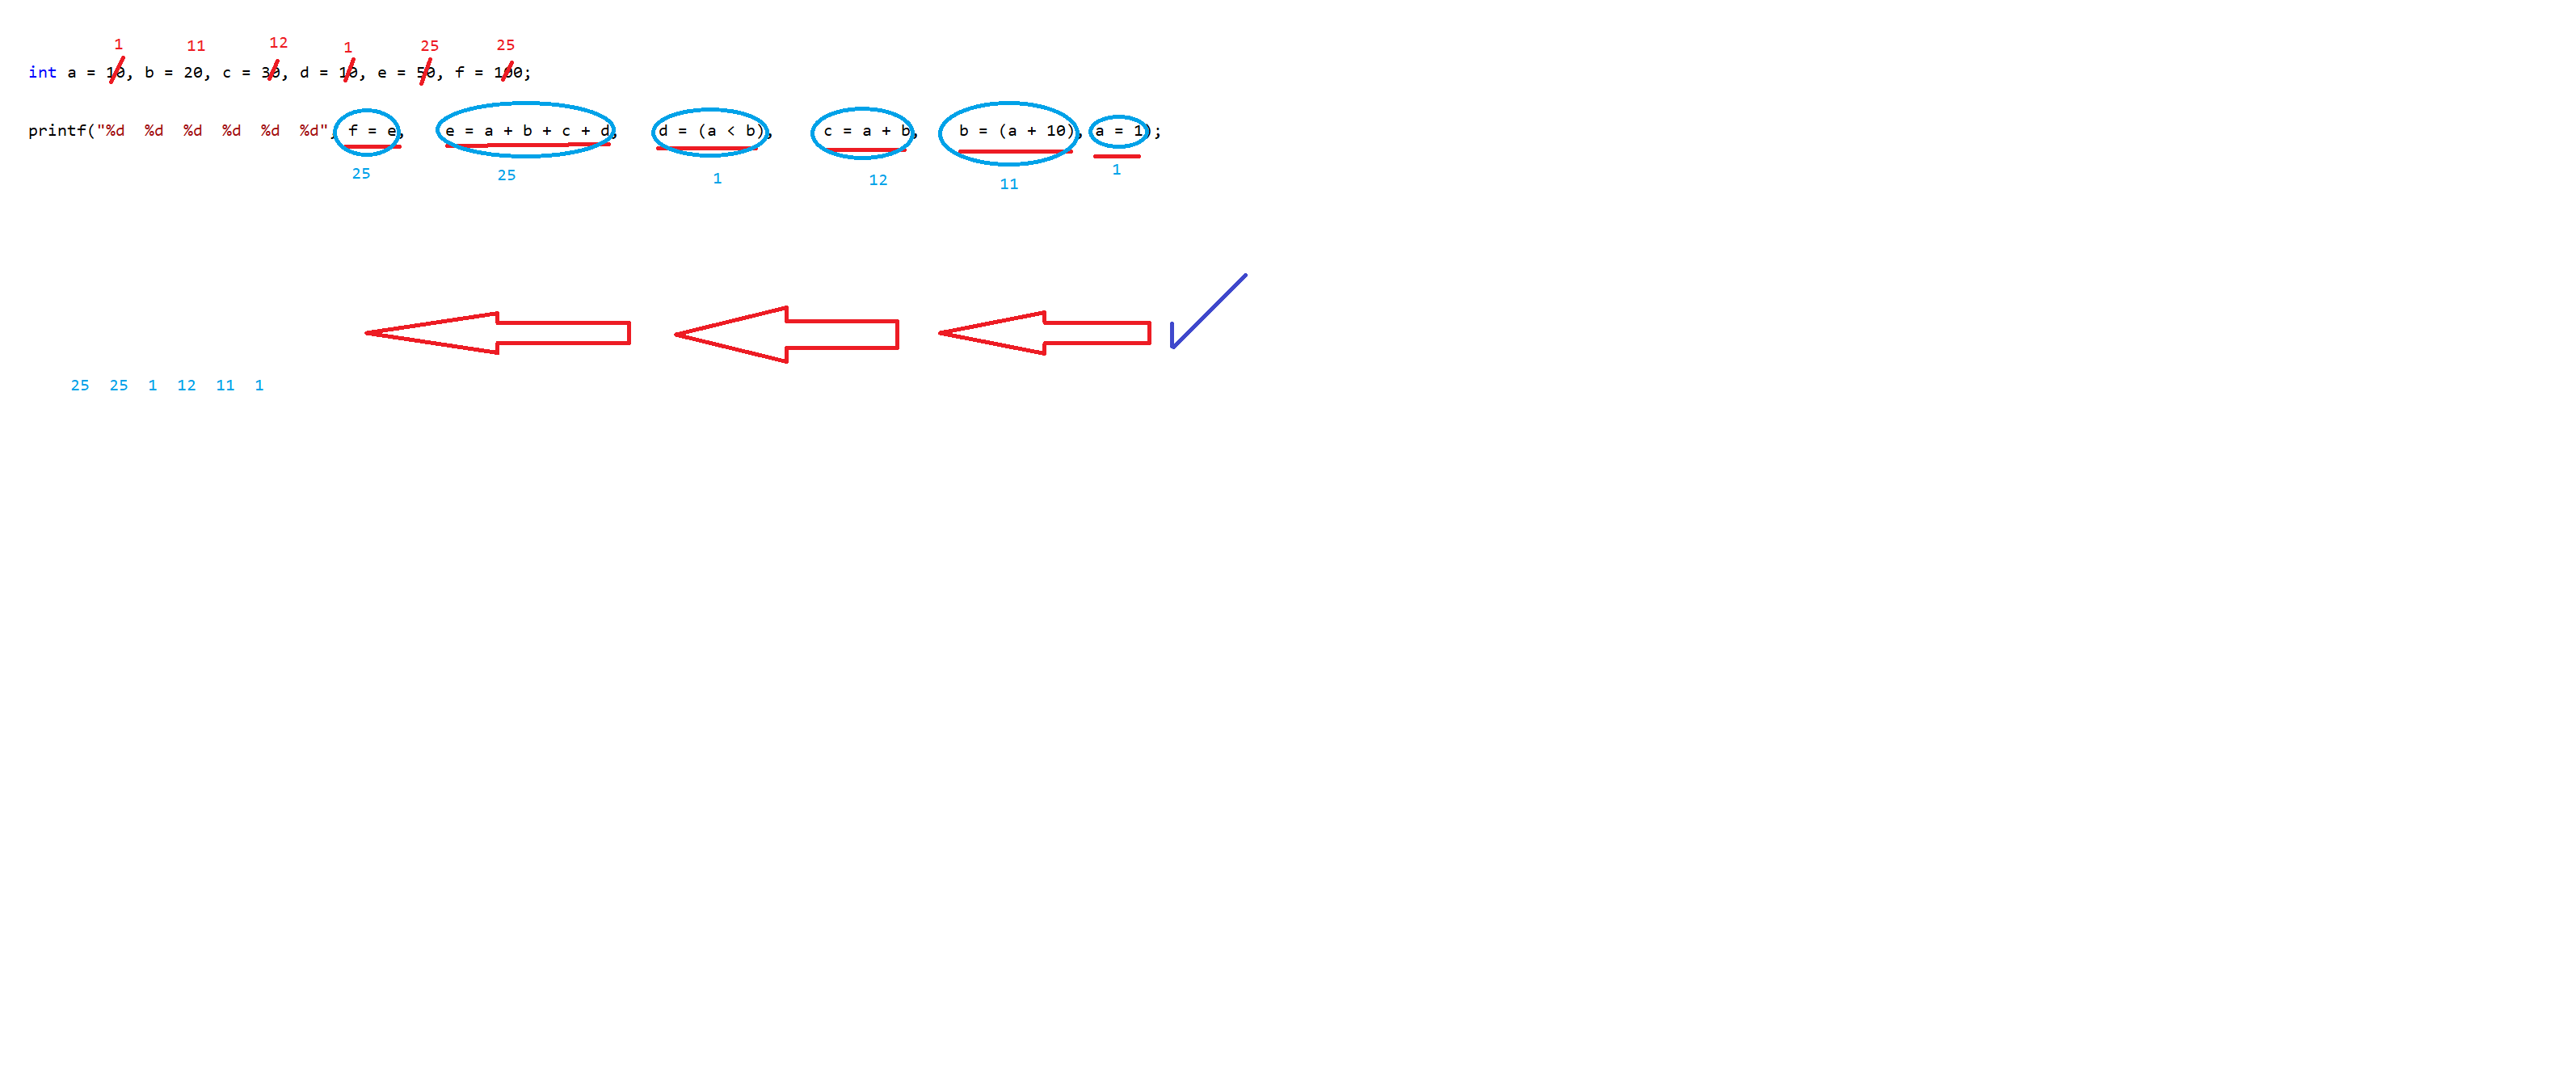 1 11 12 1 25 25
int a = 10, b = 20, c = 30, d = 10, e = 50, f = 100;
printf("%d %d %d %d %d %d", f = e, e = a + b + c + d, d = (a < b), c = a + b, b = (a + 10), a = 1);
25 25 1 12 11 1
25 25 1 12 11 1